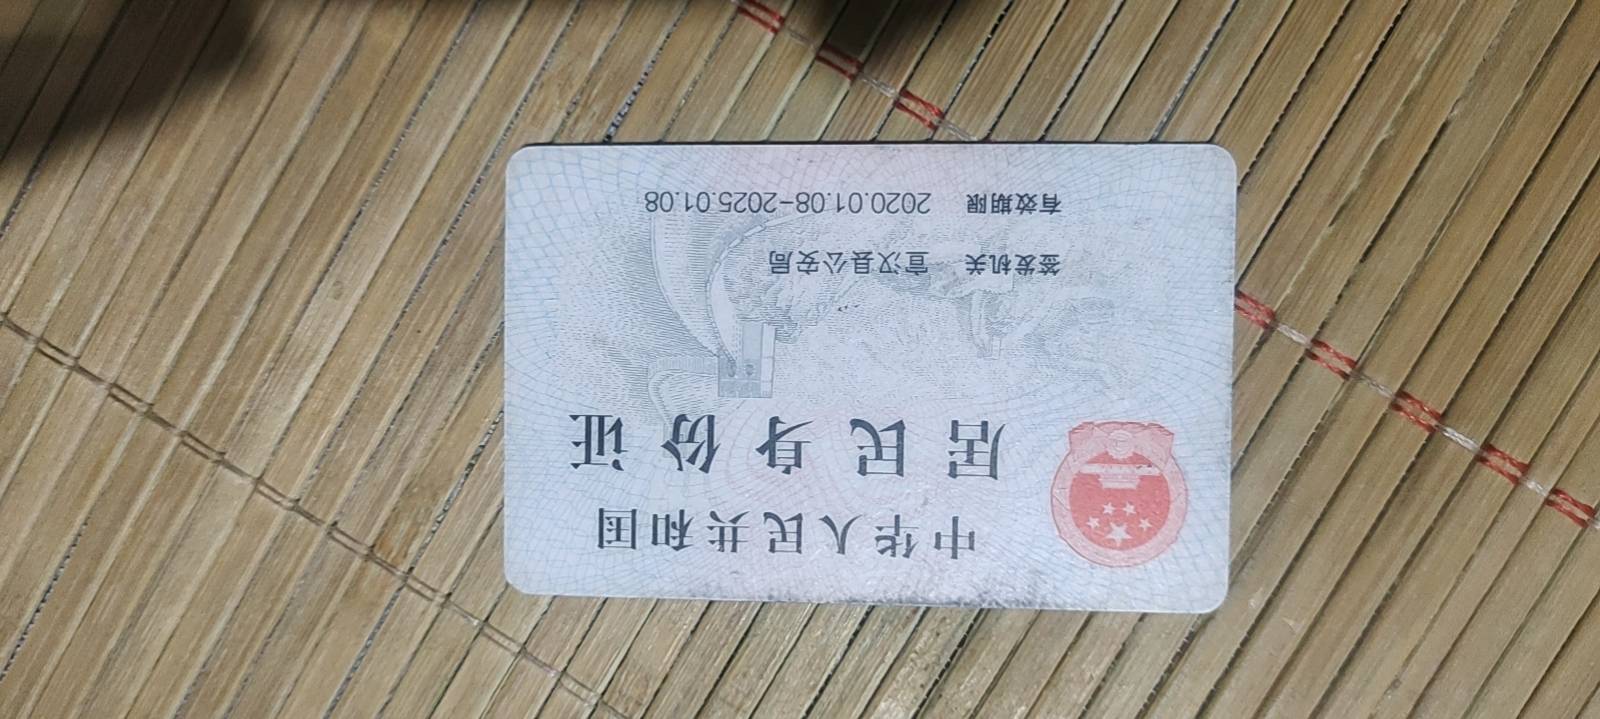 中华人民共和国
居民身份证
签发机关 宣汉县公安局
有效期限 2020.01.08-2025.01.08